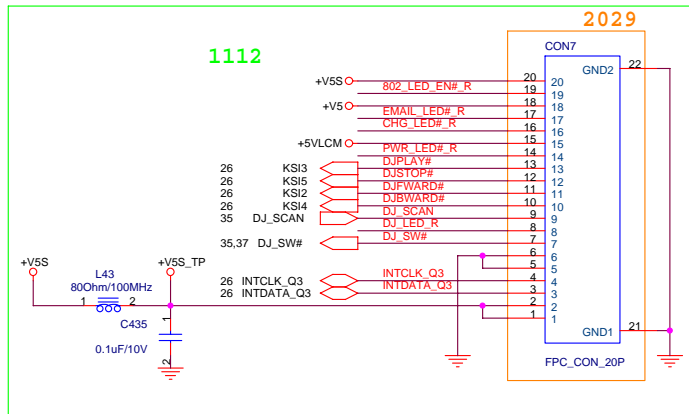 2029
1112
CON7
GND2 22
+V5S 20 20
802_LED_EN#_R 19 19
+V5 18 18
EMAIL_LED#_R 17 17
CHG_LED#_R 16 16
+5VLCM 15 15
PWR_LED#_R 14 14
26 KSI3 DJPLAY# 13 13
26 KSI5 DJSTOP# 12 12
26 KSI2 DJFWARD# 11 11
26 KSI4 DJBWARD# 10 10
35 DJ_SCAN DJ_SCAN 9 9
DJ_LED_R 8 8
35,37 DJ_SW# DJ_SW# 7 7
6 6
5 5
+V5S +V5S_TP
L43
80Ohm/100MHz
26 INTCLK_Q3 INTCLK_Q3 4 4
26 INTDATA_Q3 INTDATA_Q3 3 3
1 2
2 2
1 1
C435
1
0.1uF/10V
2
GND1 21
FPC_CON_20P